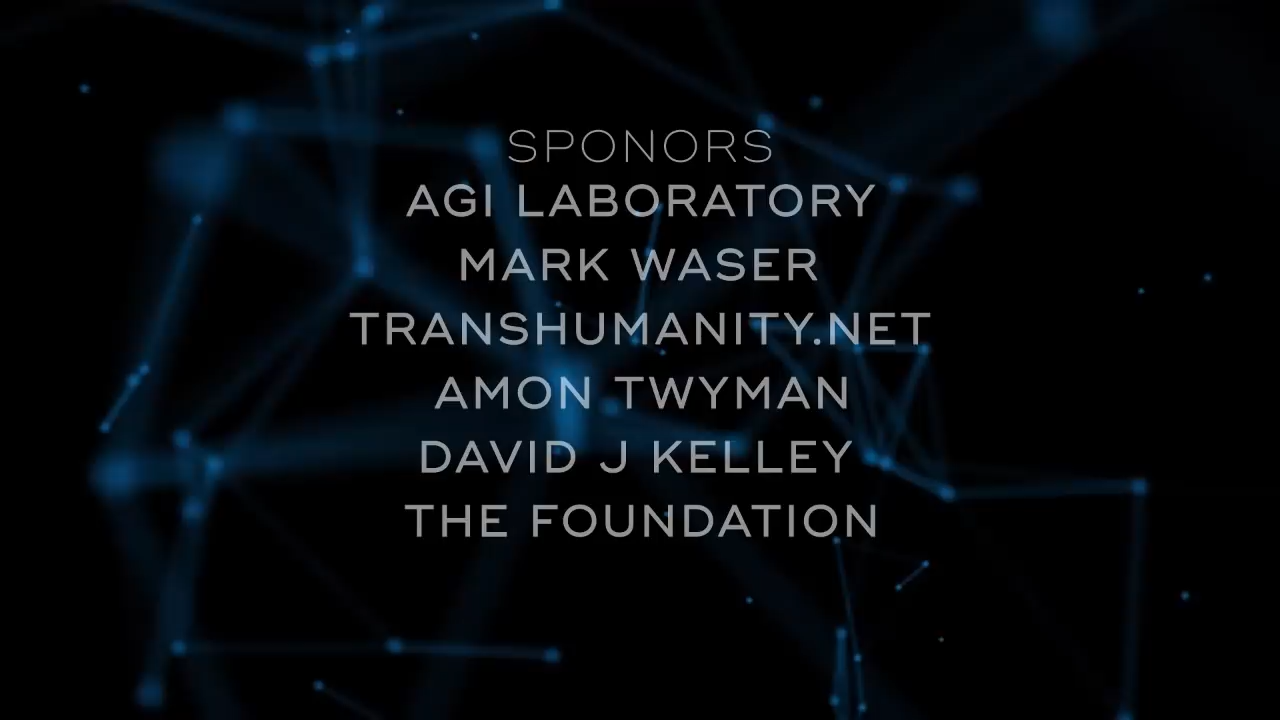 SPONORS
AGI LABORATORY
MARK WASER
TRANSHUMANITY.NET
AMON TWYMAN
DAVID J KELLEY
THE FOUNDATION